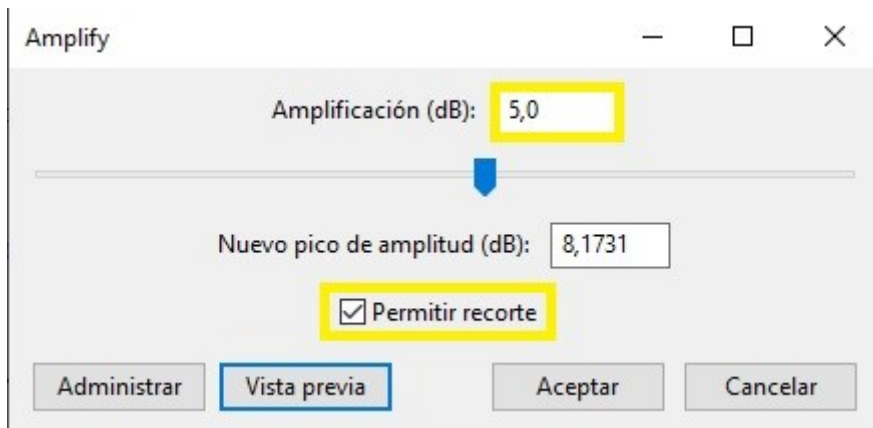 Amplify
Amplificación (dB): 5,0
Nuevo pico de amplitud (dB): 8,1731
Permitir recorte
Administrar Vista previa Aceptar Cancelar